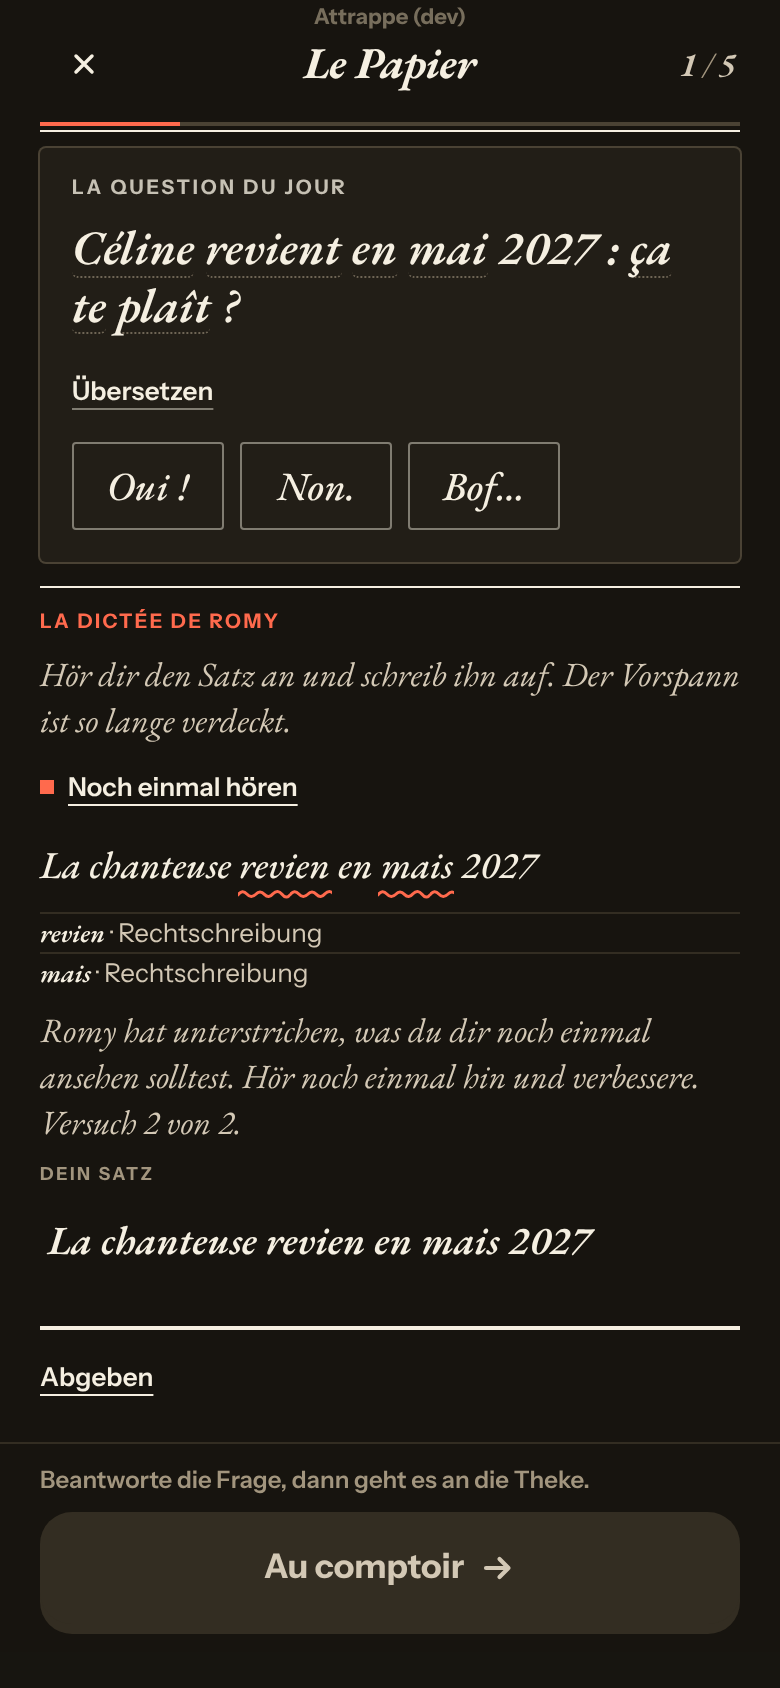 Attrappe (dev)
× Le Papier 1 / 5
LA QUESTION DU JOUR
Céline revient en mai 2027 : ça
te plaît ?
Übersetzen
Oui ! Non. Bof...
LA DICTÉE DE ROMY
Hör dir den Satz an und schreib ihn auf. Der Vorspann
ist so lange verdeckt.
Noch einmal hören
La chanteuse revien en mais 2027
revien · Rechtschreibung
mais · Rechtschreibung
Romy hat unterstrichen, was du dir noch einmal
ansehen solltest. Hör noch einmal hin und verbessere.
Versuch 2 von 2.
DEIN SATZ
La chanteuse revien en mais 2027
Abgeben
Beantworte die Frage, dann geht es an die Theke.
Au comptoir →